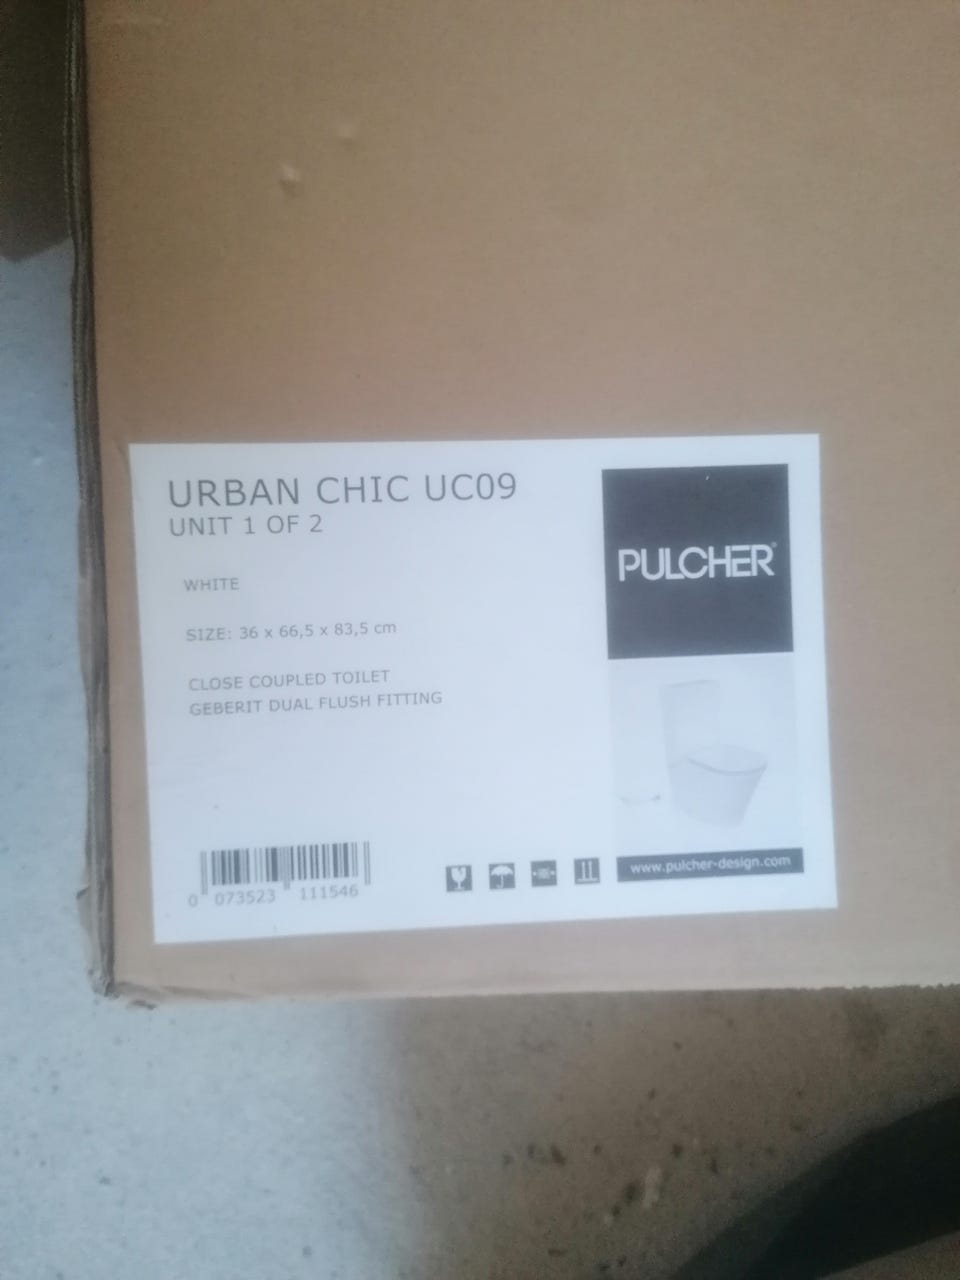 URBAN CHIC UC09
UNIT 1 OF 2
WHITE
SIZE: 36 x 66,5 x 83,5 cm
CLOSE COUPLED TOILET
GEBERIT DUAL FLUSH FITTING
0 073523 111546
PULCHER®
www.pulcher-design.com